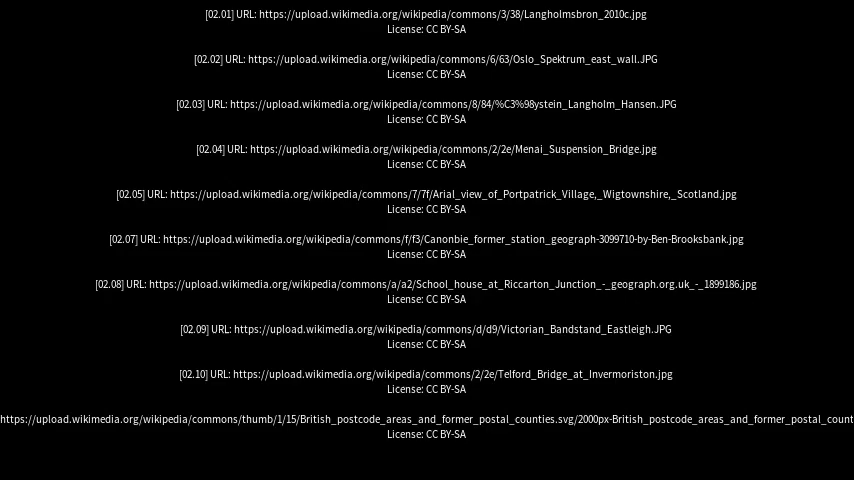 [02.01] URL: https://upload.wikimedia.org/wikipedia/commons/3/38/Langholmsbron_2010c.jpg
License: CC BY-SA
[02.02] URL: https://upload.wikimedia.org/wikipedia/commons/6/63/Oslo_Spektrum_east_wall.JPG
License: CC BY-SA
[02.03] URL: https://upload.wikimedia.org/wikipedia/commons/8/84/%C3%98ystein_Langholm_Hansen.JPG
License: CC BY-SA
[02.04] URL: https://upload.wikimedia.org/wikipedia/commons/2/2e/Menai_Suspension_Bridge.jpg
License: CC BY-SA
[02.05] URL: https://upload.wikimedia.org/wikipedia/commons/7/7f/Arial_view_of_Portpatrick_Village,_Wigtownshire,_Scotland.jpg
License: CC BY-SA
[02.07] URL: https://upload.wikimedia.org/wikipedia/commons/f/f3/Canonbie_former_station_geograph-3099710-by-Ben-Brooksbank.jpg
License: CC BY-SA
[02.08] URL: https://upload.wikimedia.org/wikipedia/commons/a/a2/School_house_at_Riccarton_Junction_-_geograph.org.uk_-_1899186.jpg
License: CC BY-SA
[02.09] URL: https://upload.wikimedia.org/wikipedia/commons/d/d9/Victorian_Bandstand_Eastleigh.JPG
License: CC BY-SA
[02.10] URL: https://upload.wikimedia.org/wikipedia/commons/2/2e/Telford_Bridge_at_Invermoriston.jpg
License: CC BY-SA
https://upload.wikimedia.org/wikipedia/commons/thumb/1/15/British_postcode_areas_and_former_postal_counties.svg/2000px-British_postcode_areas_and_former_postal_count
License: CC BY-SA